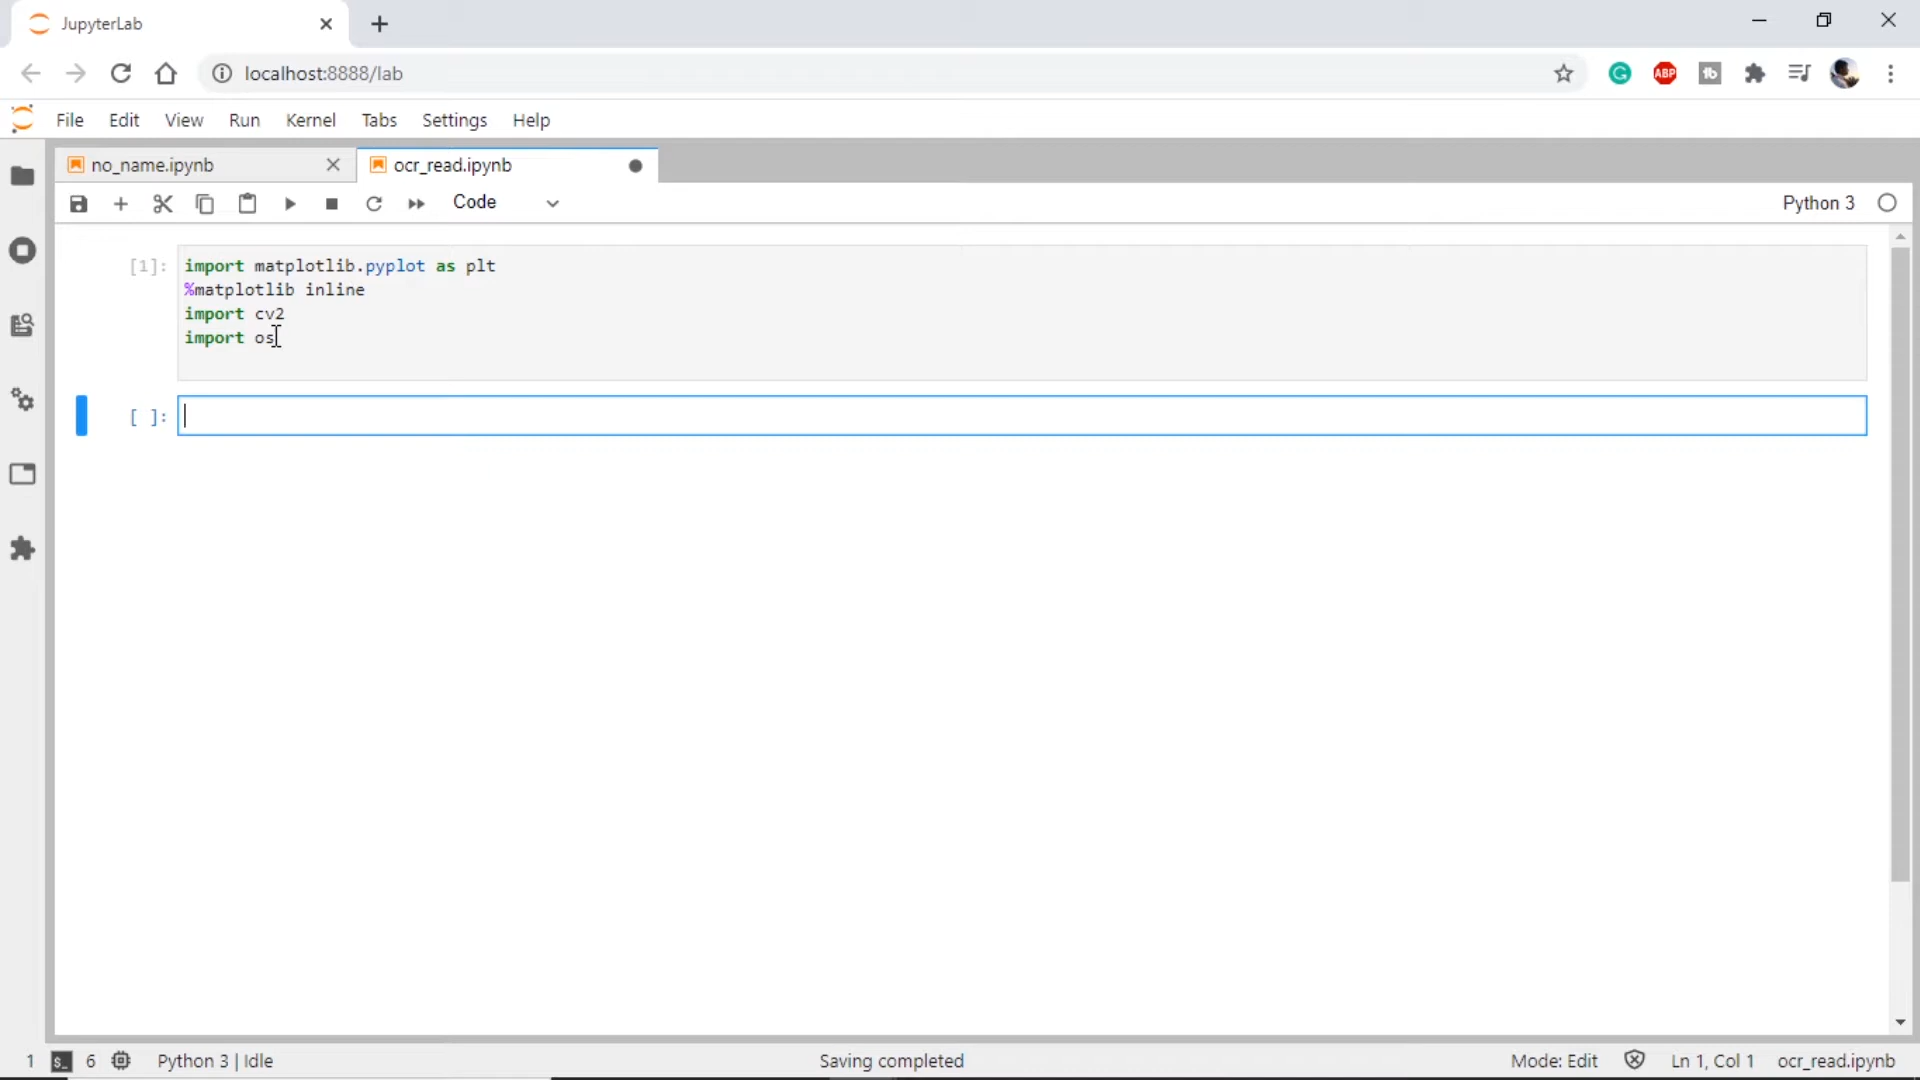 JupyterLab
localhost:8888/lab
ABP
File Edit View Run Kernel Tabs Settings Help
no_name.ipynb
ocr_read.ipynb
Code
Python 3
[1]:
import matplotlib.pyplot as plt
%matplotlib inline
import cv2
import os
[ ]:
1 $_ 6 Python 3 | Idle
Saving completed
Mode: Edit Ln 1, Col 1 ocr_read.ipynb